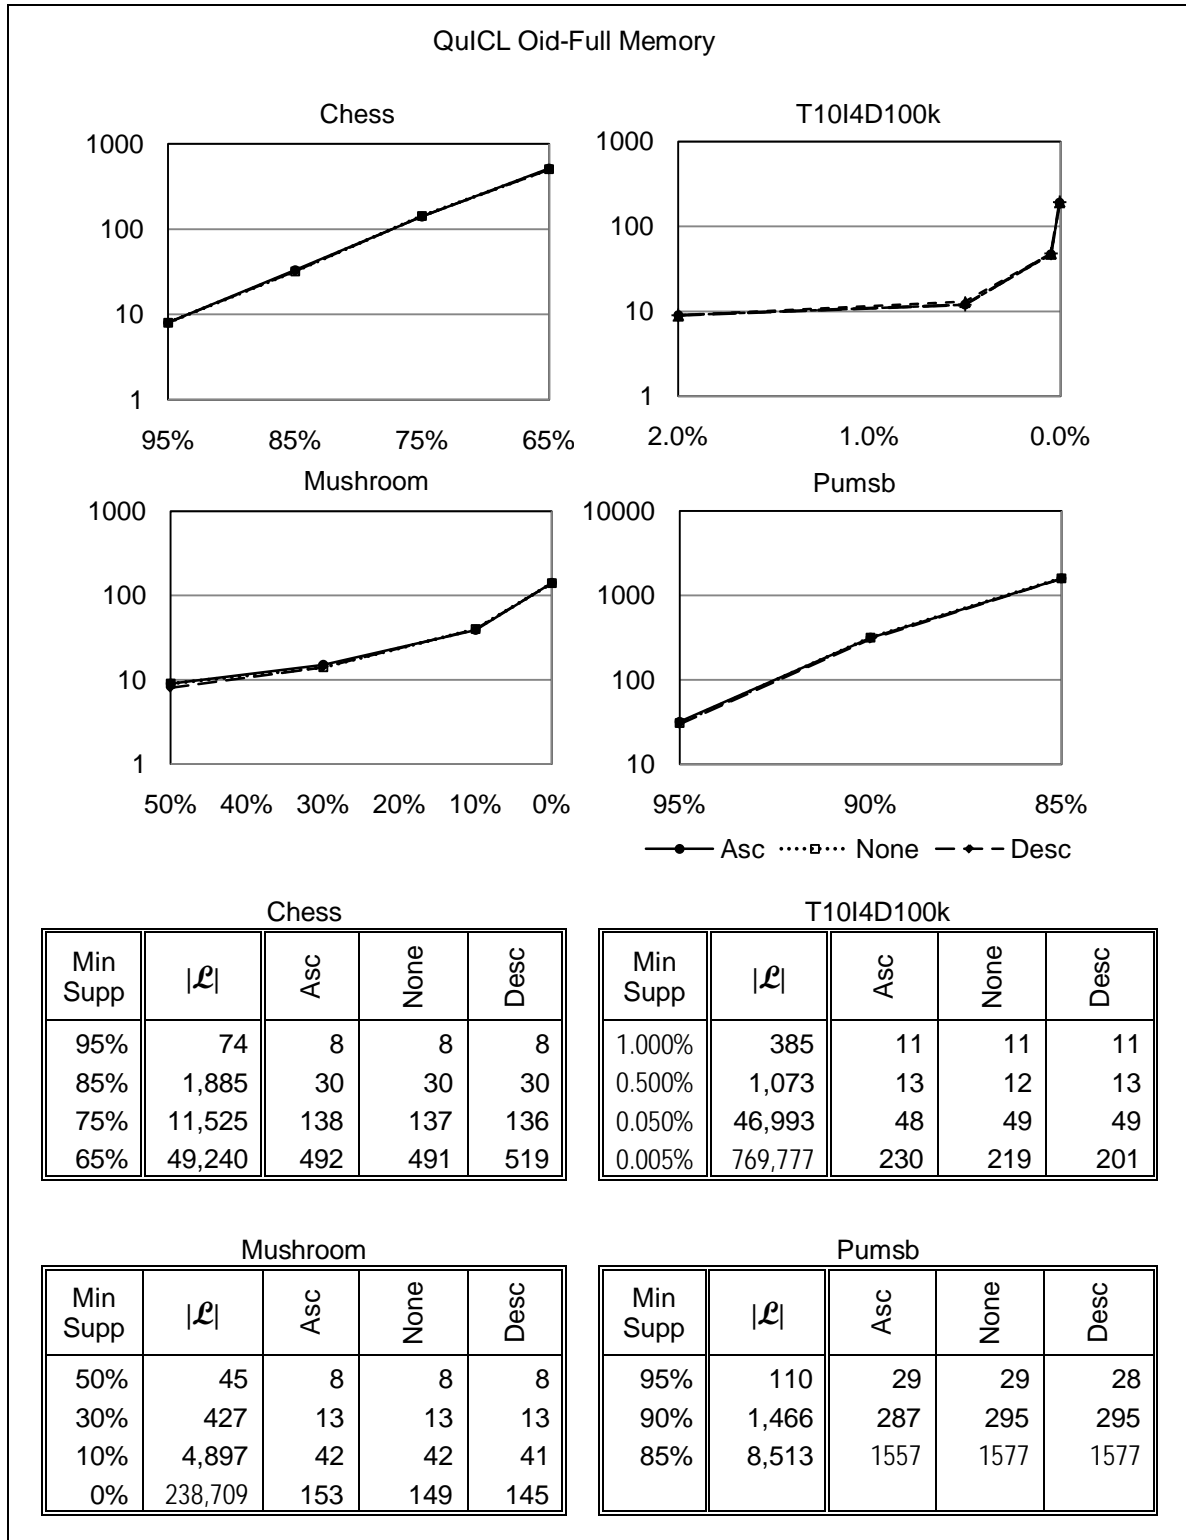 QuICL Oid-Full Memory
Chess
1000
100
10
1
95% 85% 75% 65%
T10I4D100k
1000
100
10
1
2.0% 1.0% 0.0%
Mushroom
1000
100
10
1
50% 40% 30% 20% 10% 0%
Pumsb
10000
1000
100
10
95% 90% 85%
Asc None Desc
Chess
Min Supp |ℒ| Asc None Desc
95% 74 8 8 8
85% 1,885 30 30 30
75% 11,525 138 137 136
65% 49,240 492 491 519
T10I4D100k
Min Supp |ℒ| Asc None Desc
1.000% 385 11 11 11
0.500% 1,073 13 12 13
0.050% 46,993 48 49 49
0.005% 769,777 230 219 201
Mushroom
Min Supp |ℒ| Asc None Desc
50% 45 8 8 8
30% 427 13 13 13
10% 4,897 42 42 41
0% 238,709 153 149 145
Pumsb
Min Supp |ℒ| Asc None Desc
95% 110 29 29 28
90% 1,466 287 295 295
85% 8,513 1557 1577 1577